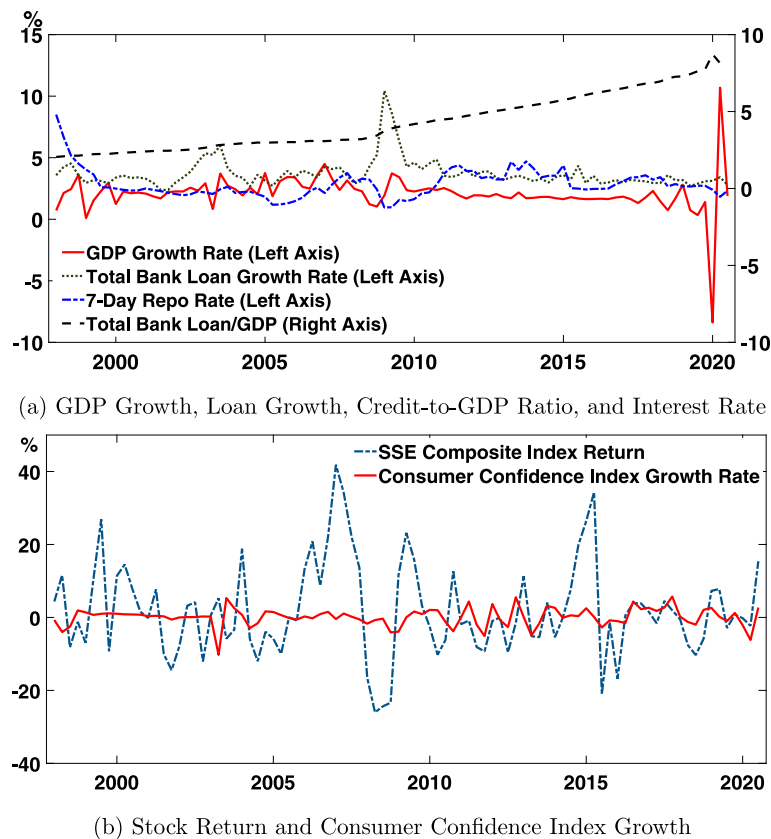 %
15
10
5
0
-5
-10
10
5
0
-5
-10
GDP Growth Rate (Left Axis)
Total Bank Loan Growth Rate (Left Axis)
7-Day Repo Rate (Left Axis)
Total Bank Loan/GDP (Right Axis)
2000 2005 2010 2015 2020
(a) GDP Growth, Loan Growth, Credit-to-GDP Ratio, and Interest Rate
%
40
20
0
-20
-40
SSE Composite Index Return
Consumer Confidence Index Growth Rate
2000 2005 2010 2015 2020
(b) Stock Return and Consumer Confidence Index Growth